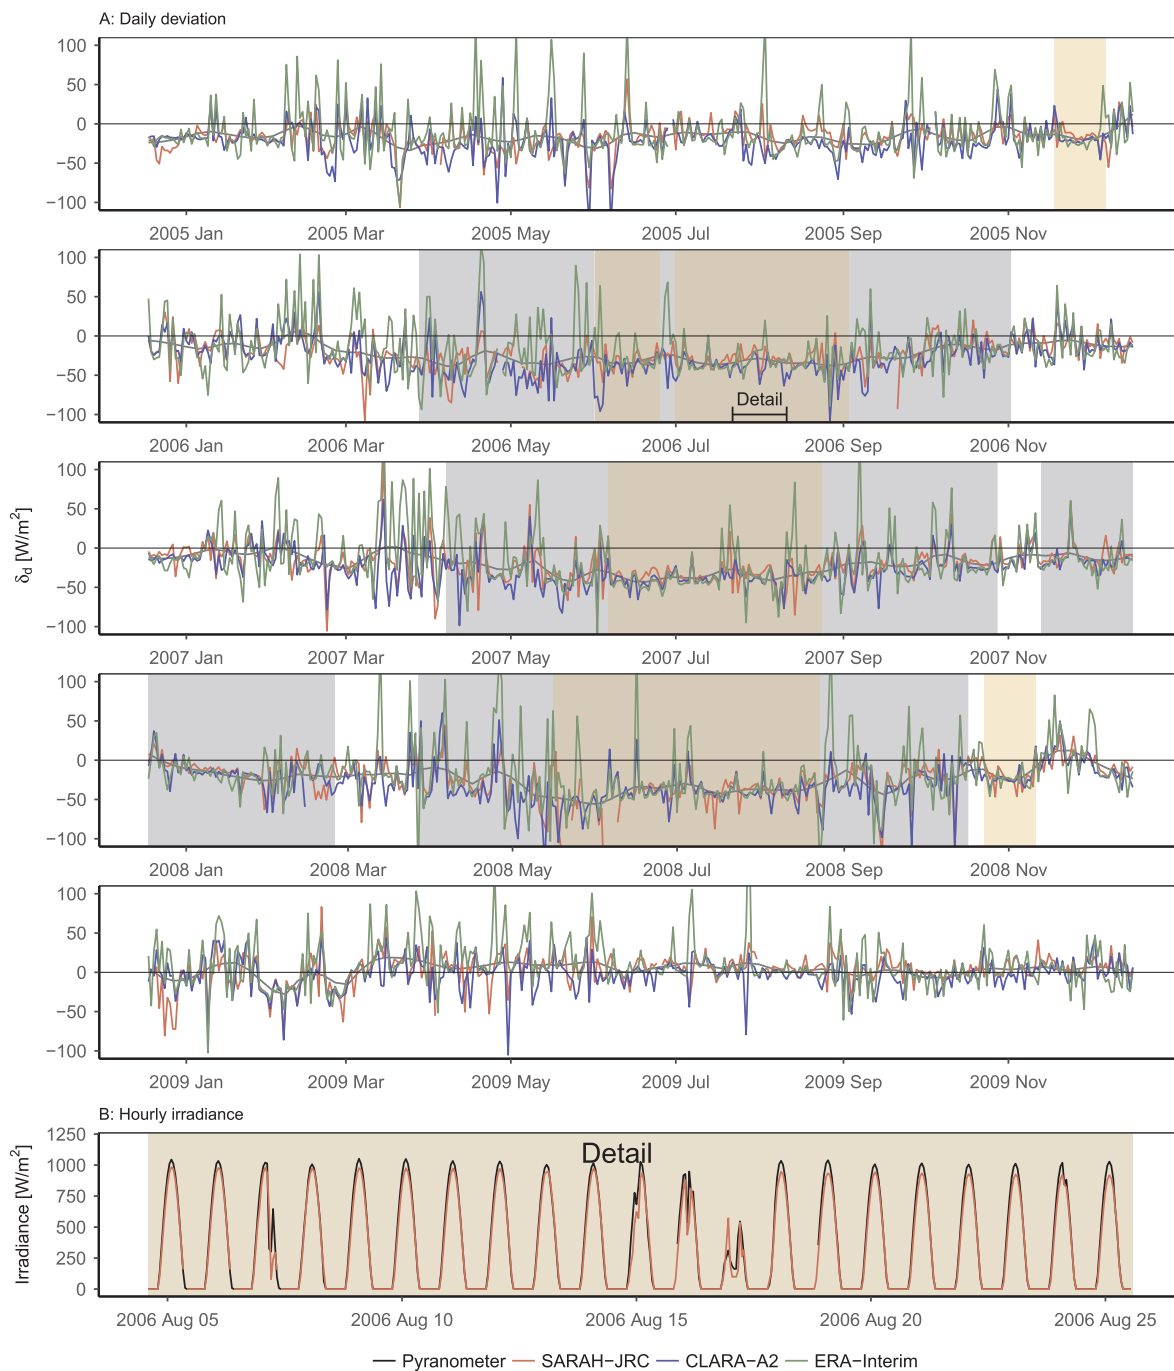 A: Daily deviation
100
50
0
−50
−100
2005 Jan 2005 Mar 2005 May 2005 Jul 2005 Sep 2005 Nov
100
50
0
−50
−100
Detail
2006 Jan 2006 Mar 2006 May 2006 Jul 2006 Sep 2006 Nov
δd [W/m²]
100
50
0
−50
−100
2007 Jan 2007 Mar 2007 May 2007 Jul 2007 Sep 2007 Nov
100
50
0
−50
−100
2008 Jan 2008 Mar 2008 May 2008 Jul 2008 Sep 2008 Nov
100
50
0
−50
−100
2009 Jan 2009 Mar 2009 May 2009 Jul 2009 Sep 2009 Nov
B: Hourly irradiance
Irradiance [W/m²]
1250
Detail
1000
750
500
250
0
2006 Aug 05 2006 Aug 10 2006 Aug 15 2006 Aug 20 2006 Aug 25
Pyranometer SARAH−JRC CLARA−A2 ERA−Interim